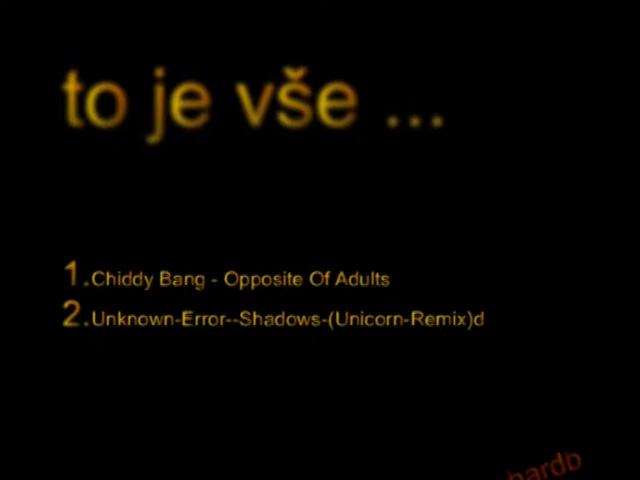 to je vše ...
1.Chiddy Bang - Opposite Of Adults
2.Unknown-Error--Shadows-(Unicorn-Remix)d